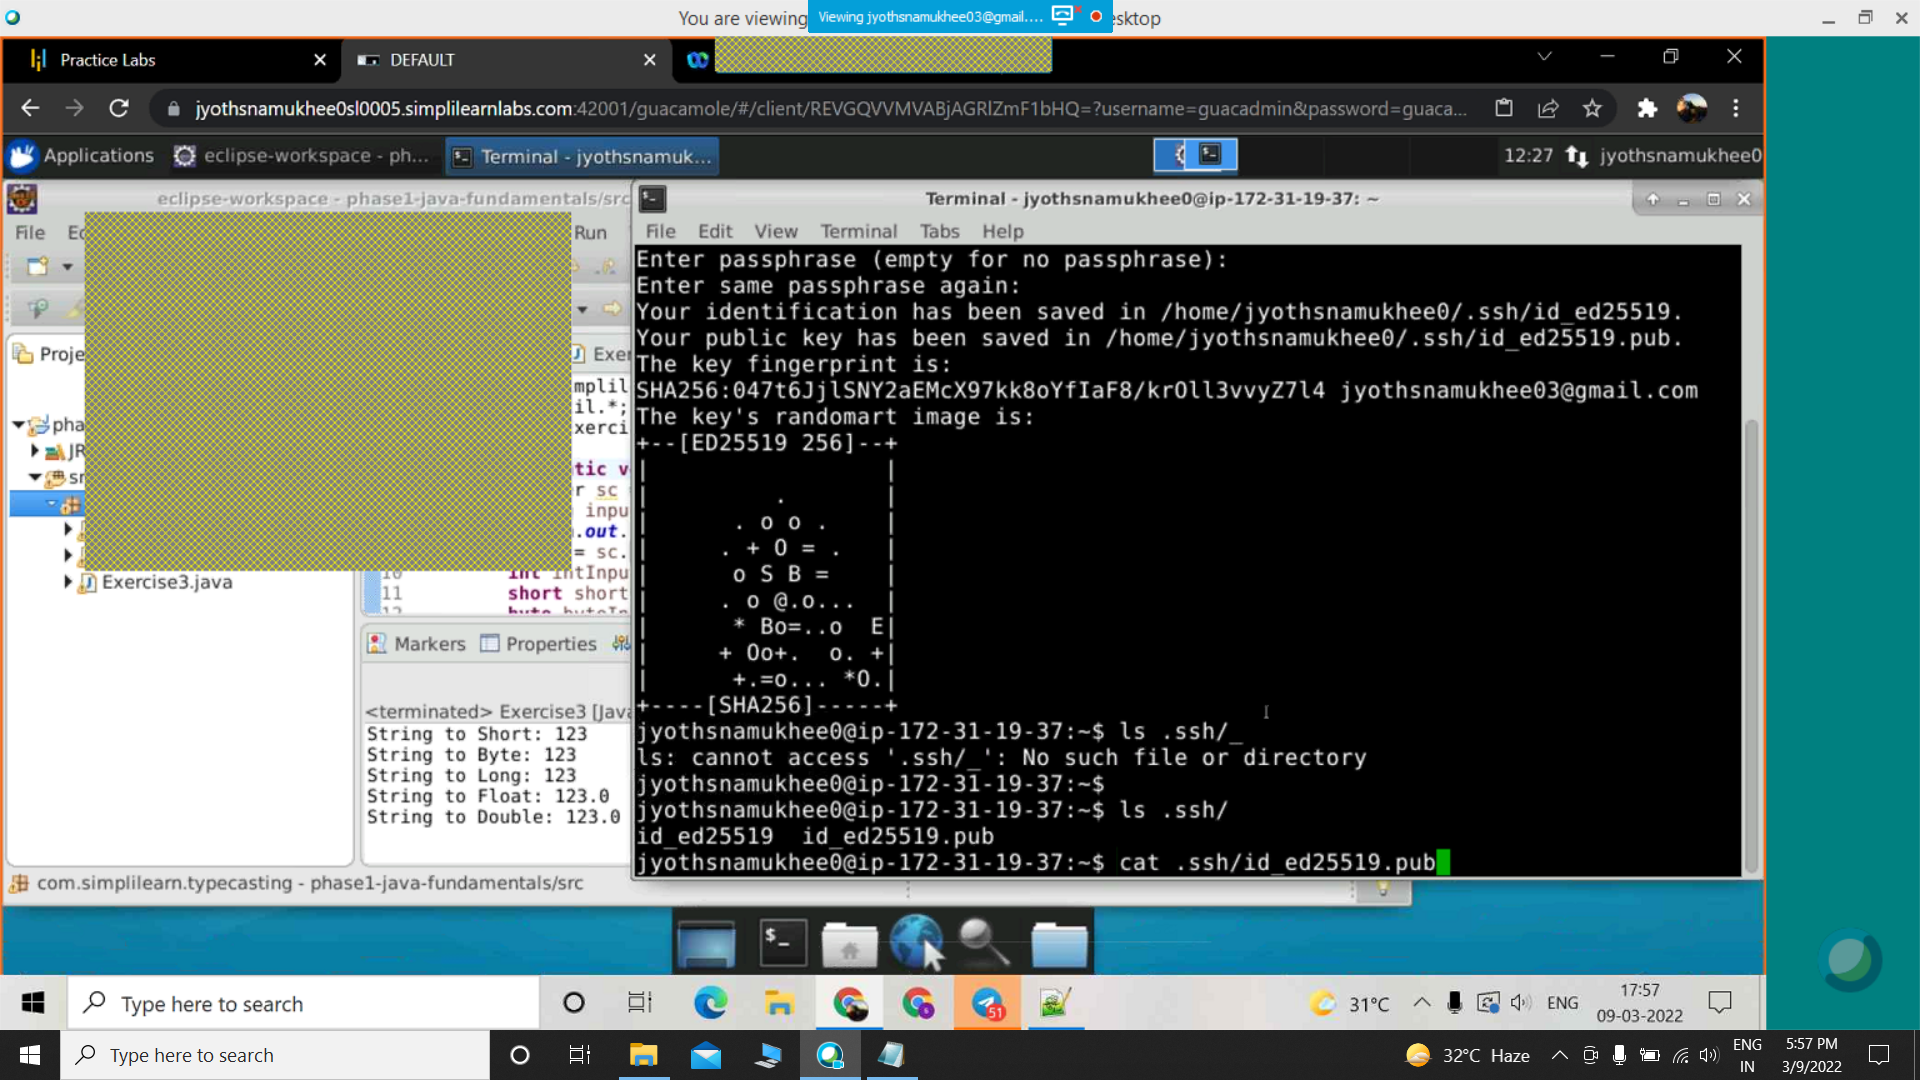 You are viewing
Viewing jyothsnamukhee03@gmail....
esktop
Practice Labs
DEFAULT
jyothsnamukhee0sl0005.simplilearnlabs.com:42001/guacamole/#/client/REVGQVVMVABjAGRlZmF1bHQ=?username=guacadmin&password=guaca...
Applications
eclipse-workspace - ph...
Terminal - jyothsnamuk...
12:27
jyothsnamukhee0
eclipse-workspace - phase1-java-fundamentals/src
File
Ed
Run
Proje
Exer
pha
JR
sr
Exercise3.java
mplil
il.*;
xerci
tic v
r sc
inpu
.out.
= sc.
10 int intInpu
11 short short
12 byte byteIn
Markers
Properties
<terminated> Exercise3 [Java
String to Short: 123
String to Byte: 123
String to Long: 123
String to Float: 123.0
String to Double: 123.0
com.simplilearn.typecasting - phase1-java-fundamentals/src
Terminal - jyothsnamukhee0@ip-172-31-19-37: ~
File Edit View Terminal Tabs Help
Enter passphrase (empty for no passphrase):
Enter same passphrase again:
Your identification has been saved in /home/jyothsnamukhee0/.ssh/id_ed25519.
Your public key has been saved in /home/jyothsnamukhee0/.ssh/id_ed25519.pub.
The key fingerprint is:
SHA256:047t6JjlSNY2aEMcX97kk8oYfIaF8/krOll3vvyZ7l4 jyothsnamukhee03@gmail.com
The key's randomart image is:
+--[ED25519 256]--+
|                 |
|         .       |
|      . o o .    |
|     . + O = .   |
|      o S B =    |
|     . o @.o...  |
|      * Bo=..o  E|
|     + Oo+.  o. +|
|      +.=o... *O.|
+----[SHA256]-----+
jyothsnamukhee0@ip-172-31-19-37:~$ ls .ssh/_
ls: cannot access '.ssh/_': No such file or directory
jyothsnamukhee0@ip-172-31-19-37:~$
jyothsnamukhee0@ip-172-31-19-37:~$ ls .ssh/
id_ed25519  id_ed25519.pub
jyothsnamukhee0@ip-172-31-19-37:~$ cat .ssh/id_ed25519.pub
Type here to search
51
31°C
ENG
17:57
09-03-2022
Type here to search
32°C Haze
ENG
IN
5:57 PM
3/9/2022